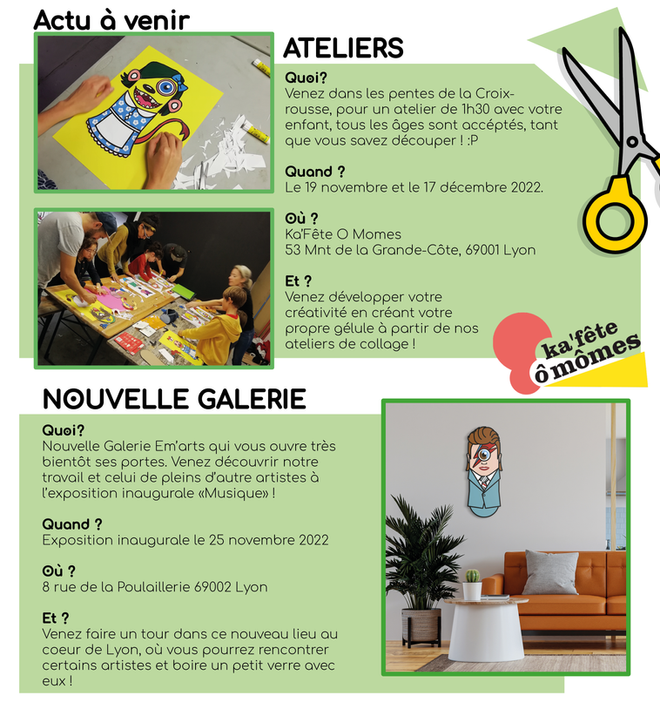 Actu à venir
ATELIERS
Quoi?
Venez dans les pentes de la Croix-
rousse, pour un atelier de 1h30 avec votre
enfant, tous les âges sont accéptés, tant
que vous savez découper ! :P
Quand ?
Le 19 novembre et le 17 décembre 2022.
Où ?
Ka'Fête O Momes
53 Mnt de la Grande-Côte, 69001 Lyon
Et ?
Venez développer votre
créativité en créant votre
propre gélule à partir de nos
ateliers de collage !
ka'fête
ô mômes
NOUVELLE GALERIE
Quoi?
Nouvelle Galerie Em'arts qui vous ouvre très
bientôt ses portes. Venez découvrir notre
travail et celui de pleins d'autre artistes à
l'exposition inaugurale «Musique» !
Quand ?
Exposition inaugurale le 25 novembre 2022
Où ?
8 rue de la Poulaillerie 69002 Lyon
Et ?
Venez faire un tour dans ce nouveau lieu au
coeur de Lyon, où vous pourrez rencontrer
certains artistes et boire un petit verre avec
eux !